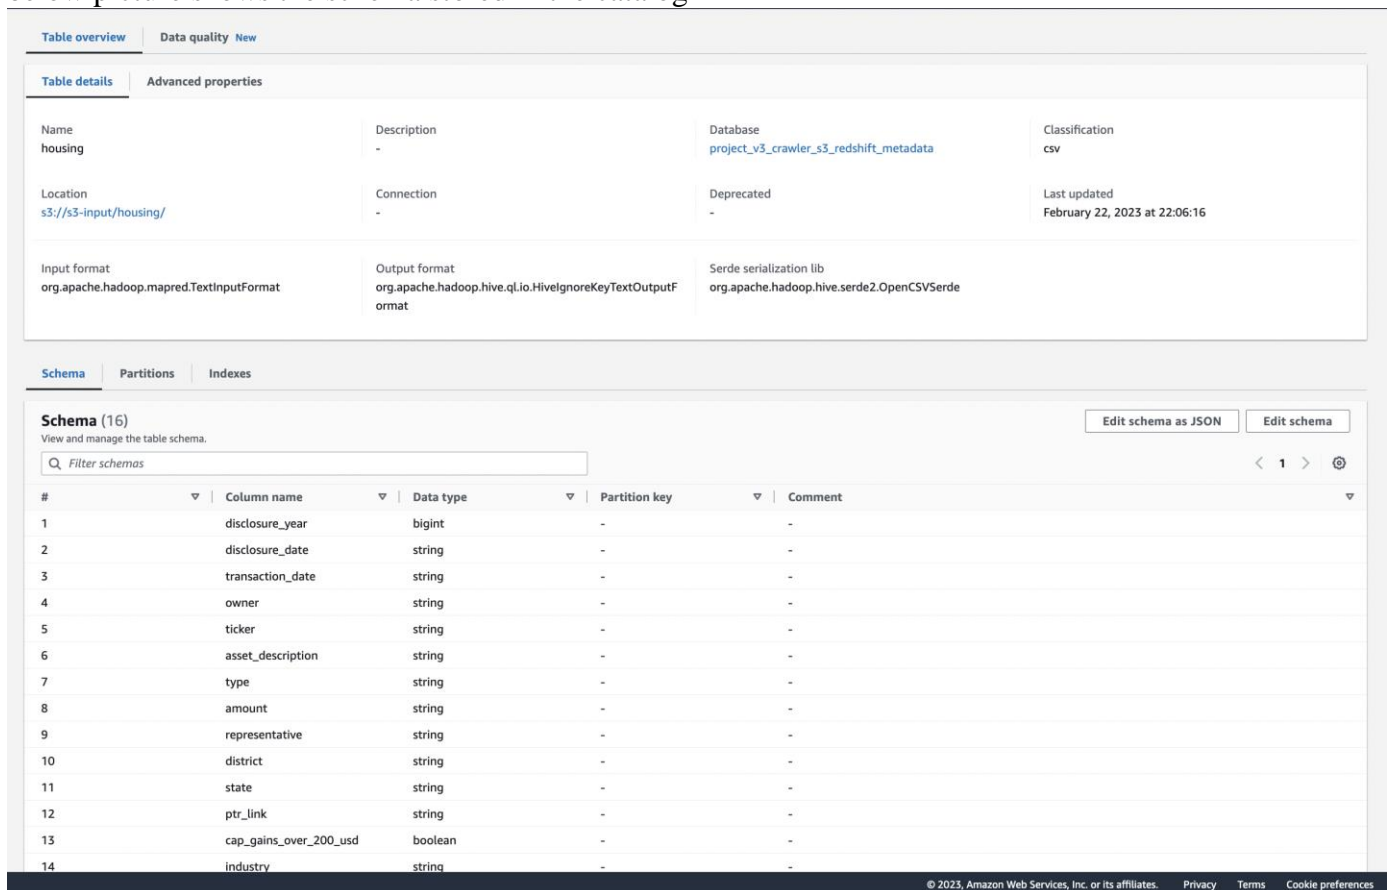 Table overview Data quality New
Table details Advanced properties
Name Description Database Classification
housing - project_v3_crawler_s3_redshift_metadata csv
Location Connection Deprecated Last updated
s3://s3-input/housing/ - - February 22, 2023 at 22:06:16
Input format Output format Serde serialization lib
org.apache.hadoop.mapred.TextInputFormat org.apache.hadoop.hive.ql.io.HiveIgnoreKeyTextOutputF org.apache.hadoop.hive.serde2.OpenCSVSerde
ormat
Schema Partitions Indexes
Schema (16) Edit schema as JSON Edit schema
View and manage the table schema.
Filter schemas 1
# Column name Data type Partition key Comment
1 disclosure_year bigint - -
2 disclosure_date string - -
3 transaction_date string - -
4 owner string - -
5 ticker string - -
6 asset_description string - -
7 type string - -
8 amount string - -
9 representative string - -
10 district string - -
11 state string - -
12 ptr_link string - -
13 cap_gains_over_200_usd boolean - -
14 industry string - -
© 2023, Amazon Web Services, Inc. or its affiliates. Privacy Terms Cookie preferences